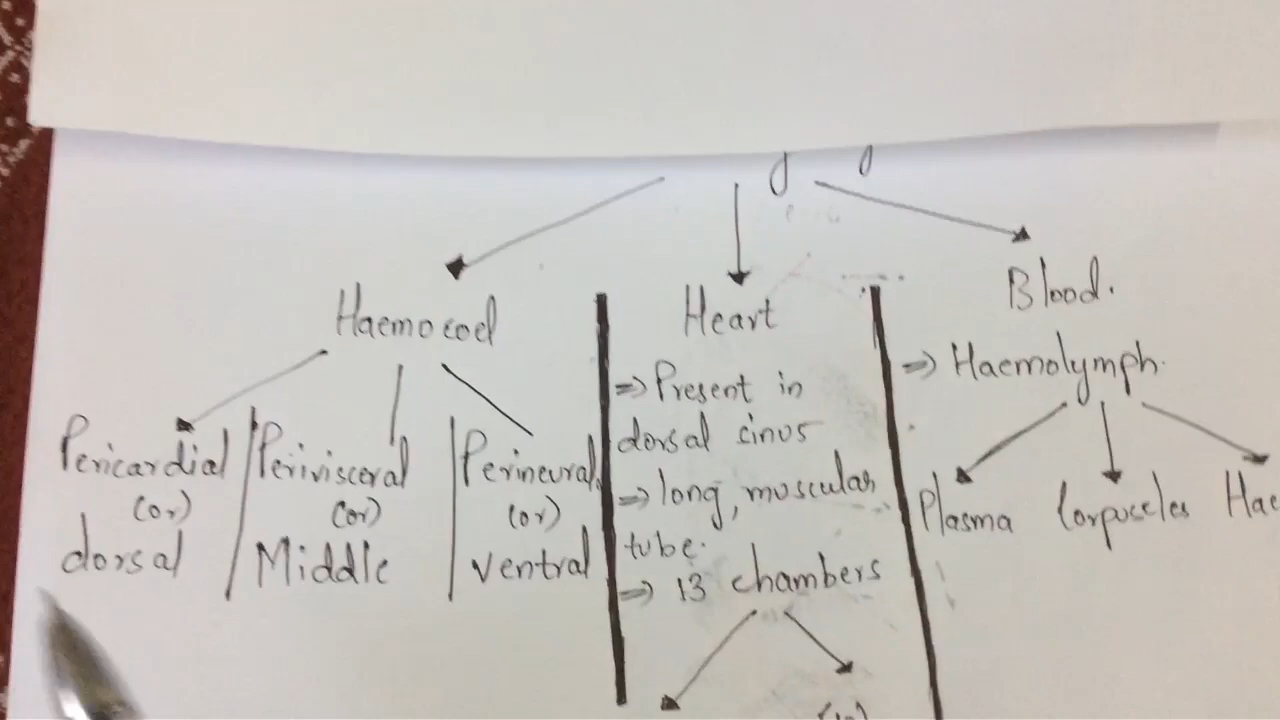 Haemocoel
Pericardial
(or)
dorsal
Perivisceral
(or)
Middle
Perineural
(or)
ventral
Heart
=> Present in
dorsal sinus
=> long, muscular
tube.
=> 13 chambers
Blood.
=> Haemolymph.
Plasma
Corpuscles
Hae